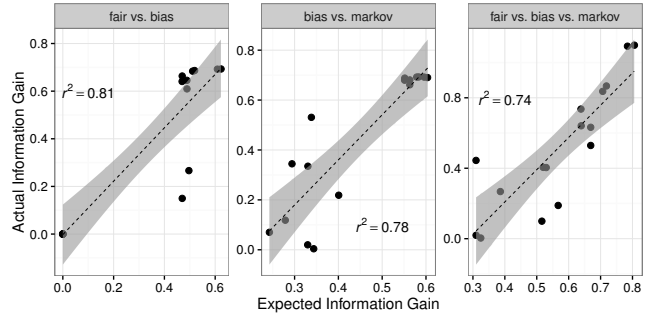 fair vs. bias
bias vs. markov
fair vs. bias vs. markov
Actual Information Gain
0.8
0.6
0.4
0.2
0.0
r² = 0.81
0.0 0.2 0.4 0.6
0.8
0.6
0.4
0.2
0.0
r² = 0.78
0.3 0.4 0.5 0.6
0.8
0.4
0.0
r² = 0.74
0.3 0.4 0.5 0.6 0.7 0.8
Expected Information Gain